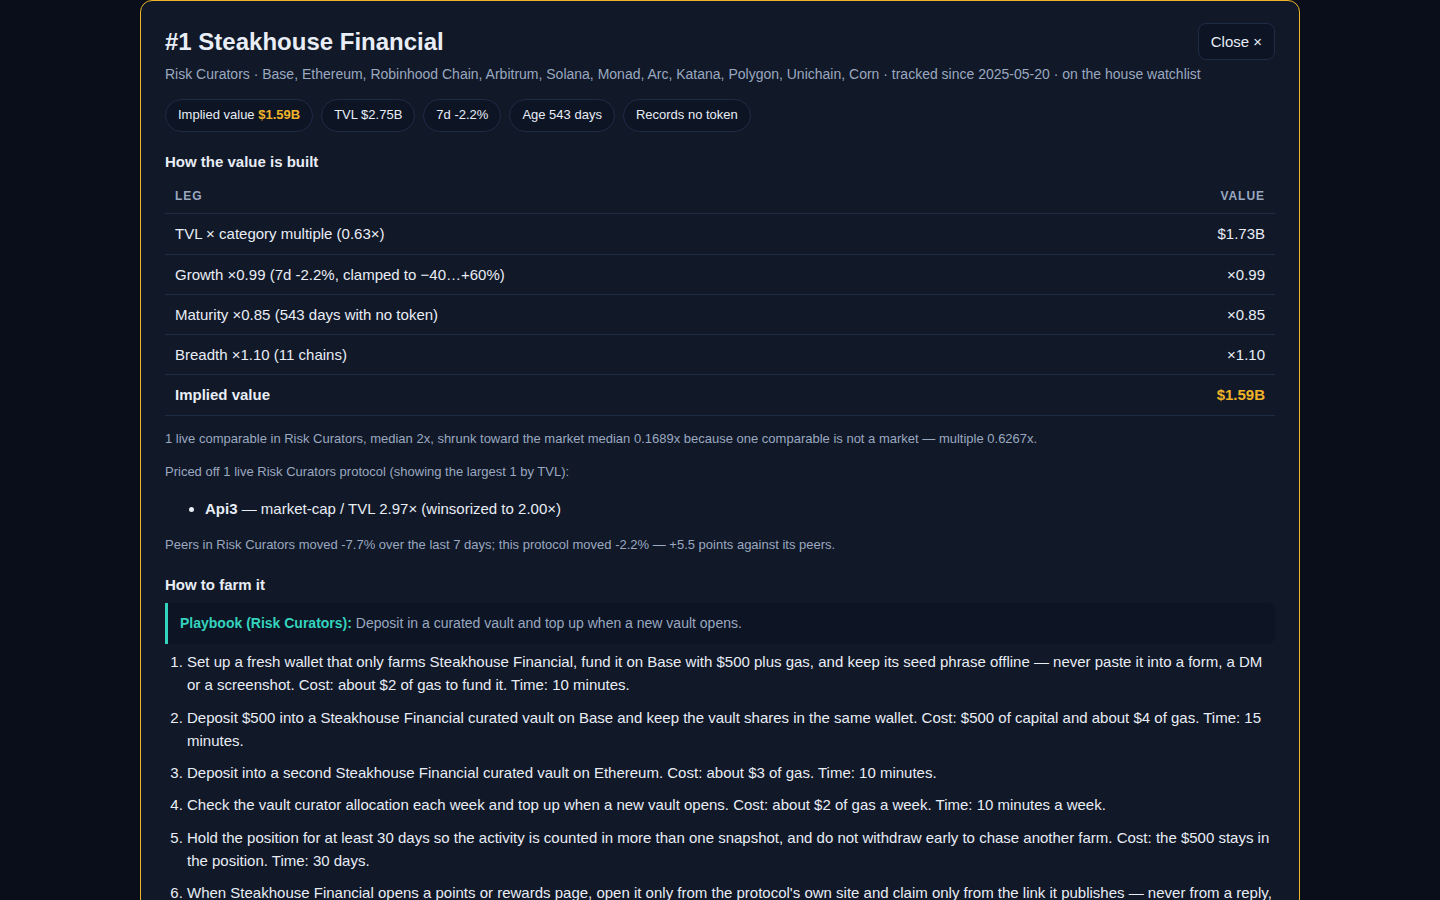 #1 Steakhouse Financial
Close ×
Risk Curators · Base, Ethereum, Robinhood Chain, Arbitrum, Solana, Monad, Arc, Katana, Polygon, Unichain, Corn · tracked since 2025-05-20 · on the house watchlist
Implied value $1.59B
TVL $2.75B
7d -2.2%
Age 543 days
Records no token
How the value is built
LEG VALUE
TVL × category multiple (0.63×) $1.73B
Growth ×0.99 (7d -2.2%, clamped to −40…+60%) ×0.99
Maturity ×0.85 (543 days with no token) ×0.85
Breadth ×1.10 (11 chains) ×1.10
Implied value $1.59B
1 live comparable in Risk Curators, median 2x, shrunk toward the market median 0.1689x because one comparable is not a market — multiple 0.6267x.
Priced off 1 live Risk Curators protocol (showing the largest 1 by TVL):
• Api3 — market-cap / TVL 2.97× (winsorized to 2.00×)
Peers in Risk Curators moved -7.7% over the last 7 days; this protocol moved -2.2% — +5.5 points against its peers.
How to farm it
Playbook (Risk Curators): Deposit in a curated vault and top up when a new vault opens.
1. Set up a fresh wallet that only farms Steakhouse Financial, fund it on Base with $500 plus gas, and keep its seed phrase offline — never paste it into a form, a DM
or a screenshot. Cost: about $2 of gas to fund it. Time: 10 minutes.
2. Deposit $500 into a Steakhouse Financial curated vault on Base and keep the vault shares in the same wallet. Cost: $500 of capital and about $4 of gas. Time: 15
minutes.
3. Deposit into a second Steakhouse Financial curated vault on Ethereum. Cost: about $3 of gas. Time: 10 minutes.
4. Check the vault curator allocation each week and top up when a new vault opens. Cost: about $2 of gas a week. Time: 10 minutes a week.
5. Hold the position for at least 30 days so the activity is counted in more than one snapshot, and do not withdraw early to chase another farm. Cost: the $500 stays in
the position. Time: 30 days.
6. When Steakhouse Financial opens a points or rewards page, open it only from the protocol's own site and claim only from the link it publishes — never from a reply,